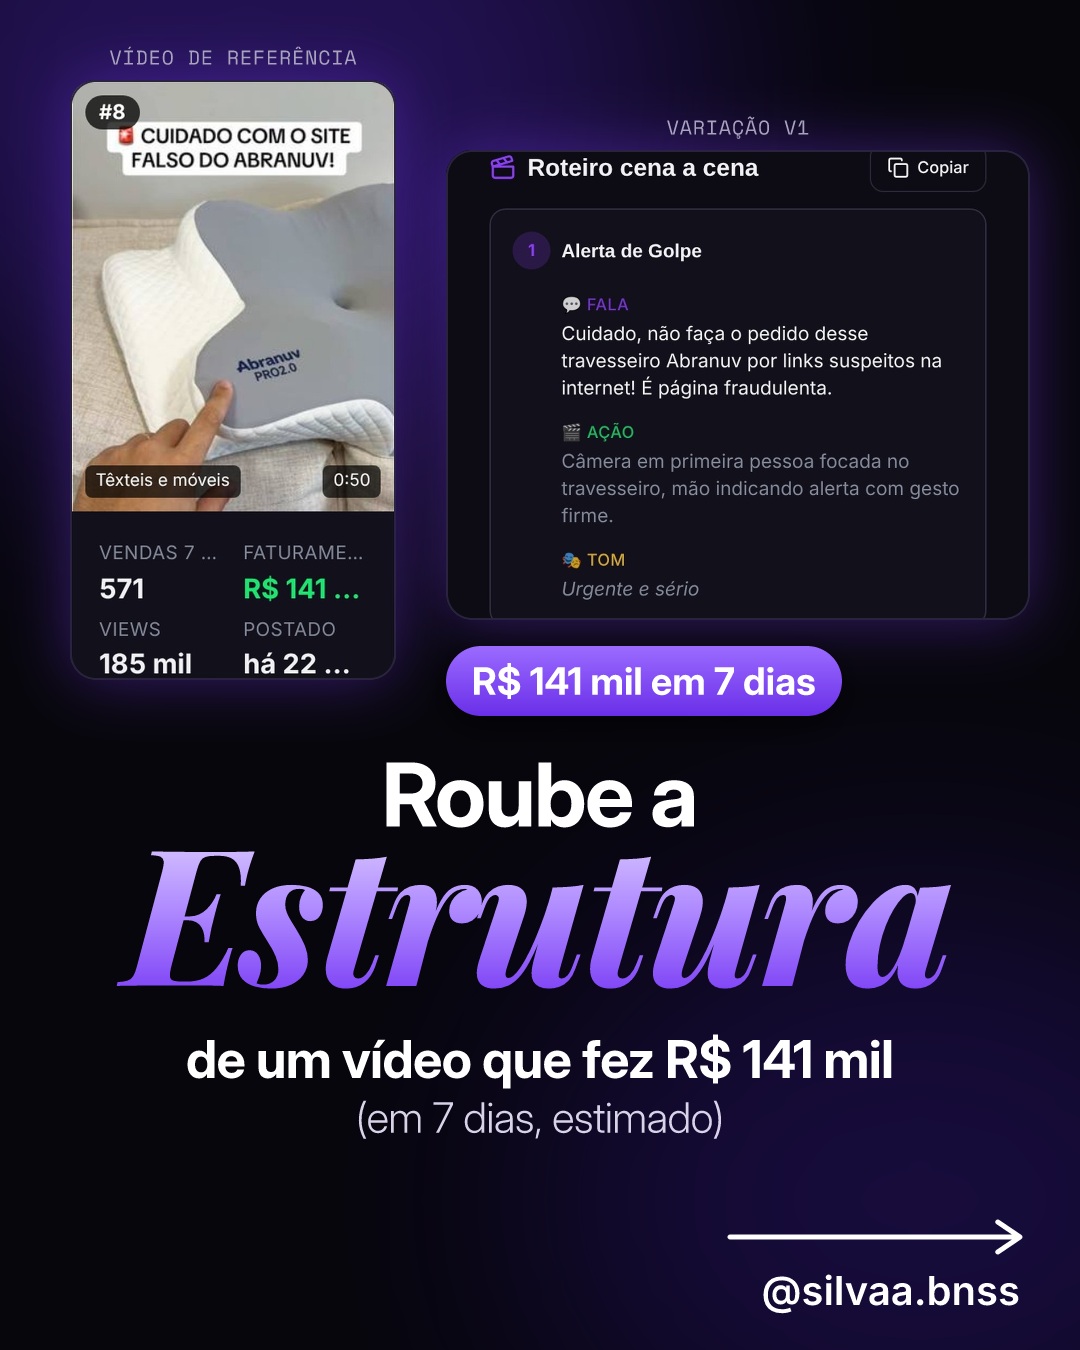 VÍDEO DE REFERÊNCIA
#8
CUIDADO COM O SITE
FALSO DO ABRANUV!
Abranuv
PRO2.0
Têxteis e móveis
0:50
VENDAS 7 ...
FATURAME...
571
R$ 141 ...
VIEWS
POSTADO
185 mil
há 22 ...
VARIAÇÃO V1
Roteiro cena a cena
Copiar
1
Alerta de Golpe
FALA
Cuidado, não faça o pedido desse
travesseiro Abranuv por links suspeitos na
internet! É página fraudulenta.
AÇÃO
Câmera em primeira pessoa focada no
travesseiro, mão indicando alerta com gesto
firme.
TOM
Urgente e sério
R$ 141 mil em 7 dias
Roube a
Estrutura
de um vídeo que fez R$ 141 mil
(em 7 dias, estimado)
@silvaa.bnss